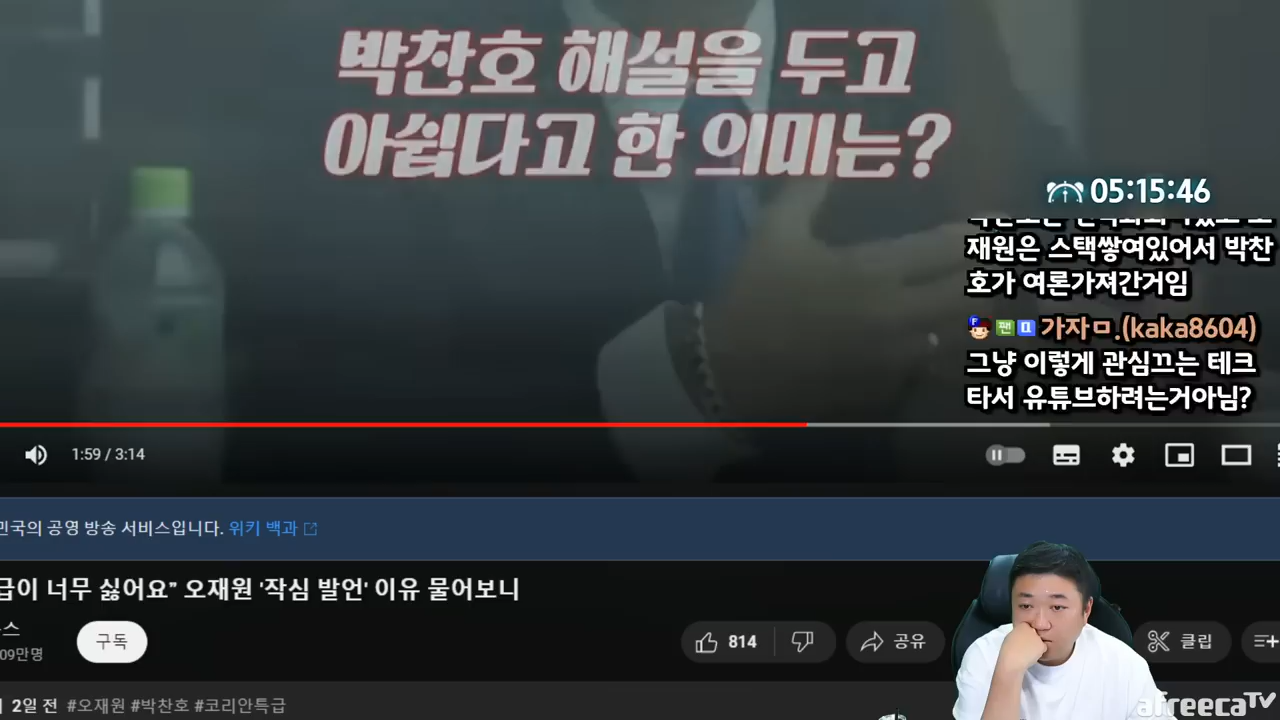 박찬호 해설을 두고
아쉽다고 한 의미는?
05:15:46
재원은 스택쌓여있어서 박찬
호가 여론가져간거임
팬 가자ㅁ.(kaka8604)
그냥 이렇게 관심끄는 테크
타서 유튜브하려는거아님?
1:59 / 3:14
민국의 공영 방송 서비스입니다. 위키 백과
급이 너무 싫어요" 오재원 '작심 발언' 이유 물어보니
스
09만명
구독
814
공유
클립
2일 전 #오재원 #박찬호 #코리안특급
afreecaTV